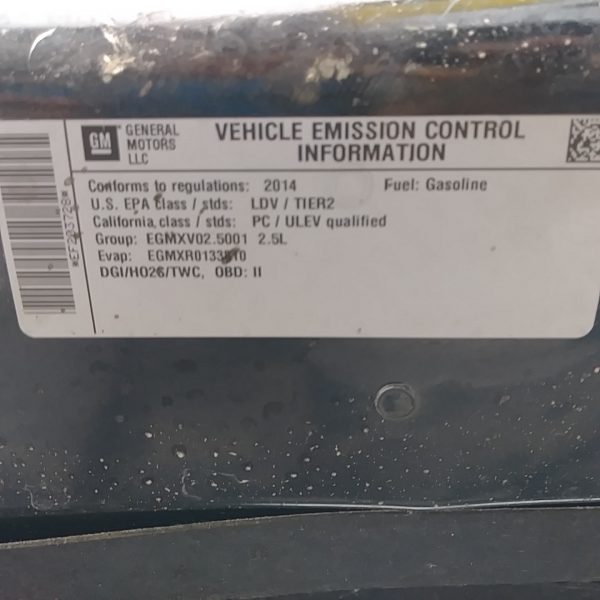 GM GENERAL MOTORS LLC
VEHICLE EMISSION CONTROL
INFORMATION
Conforms to regulations: 2014 Fuel: Gasoline
U.S. EPA class / stds: LDV / TIER2
California class / stds: PC / ULEV qualified
Group: EGMXV02.5001 2.5L
Evap:
DGI/HO2S/TWC, OBD: II